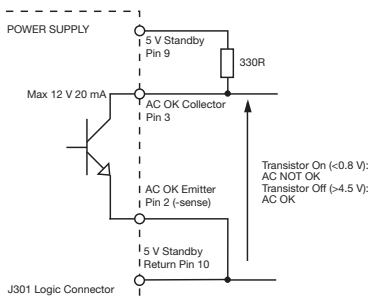 POWER SUPPLY
5 V Standby
Pin 9
330R
Max 12 V 20 mA
AC OK Collector
Pin 3
Transistor On (<0.8 V):
AC NOT OK
Transistor Off (>4.5 V):
AC OK
AC OK Emitter
Pin 2 (-sense)
5 V Standby
Return Pin 10
J301 Logic Connector